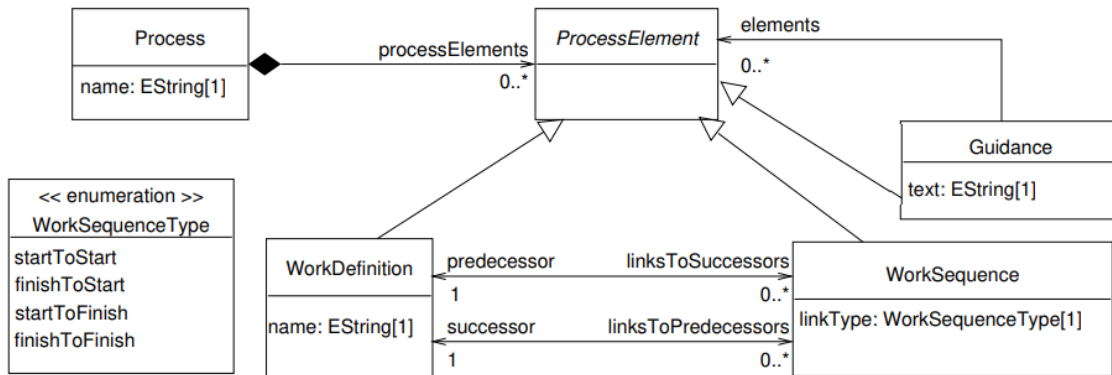 Process
name: EString[1]
processElements
0..*
ProcessElement
elements
0..*
Guidance
text: EString[1]
<< enumeration >>
WorkSequenceType
startToStart
finishToStart
startToFinish
finishToFinish
WorkDefinition
name: EString[1]
predecessor
1
linksToSuccessors
0..*
successor
1
linksToPredecessors
0..*
WorkSequence
linkType: WorkSequenceType[1]